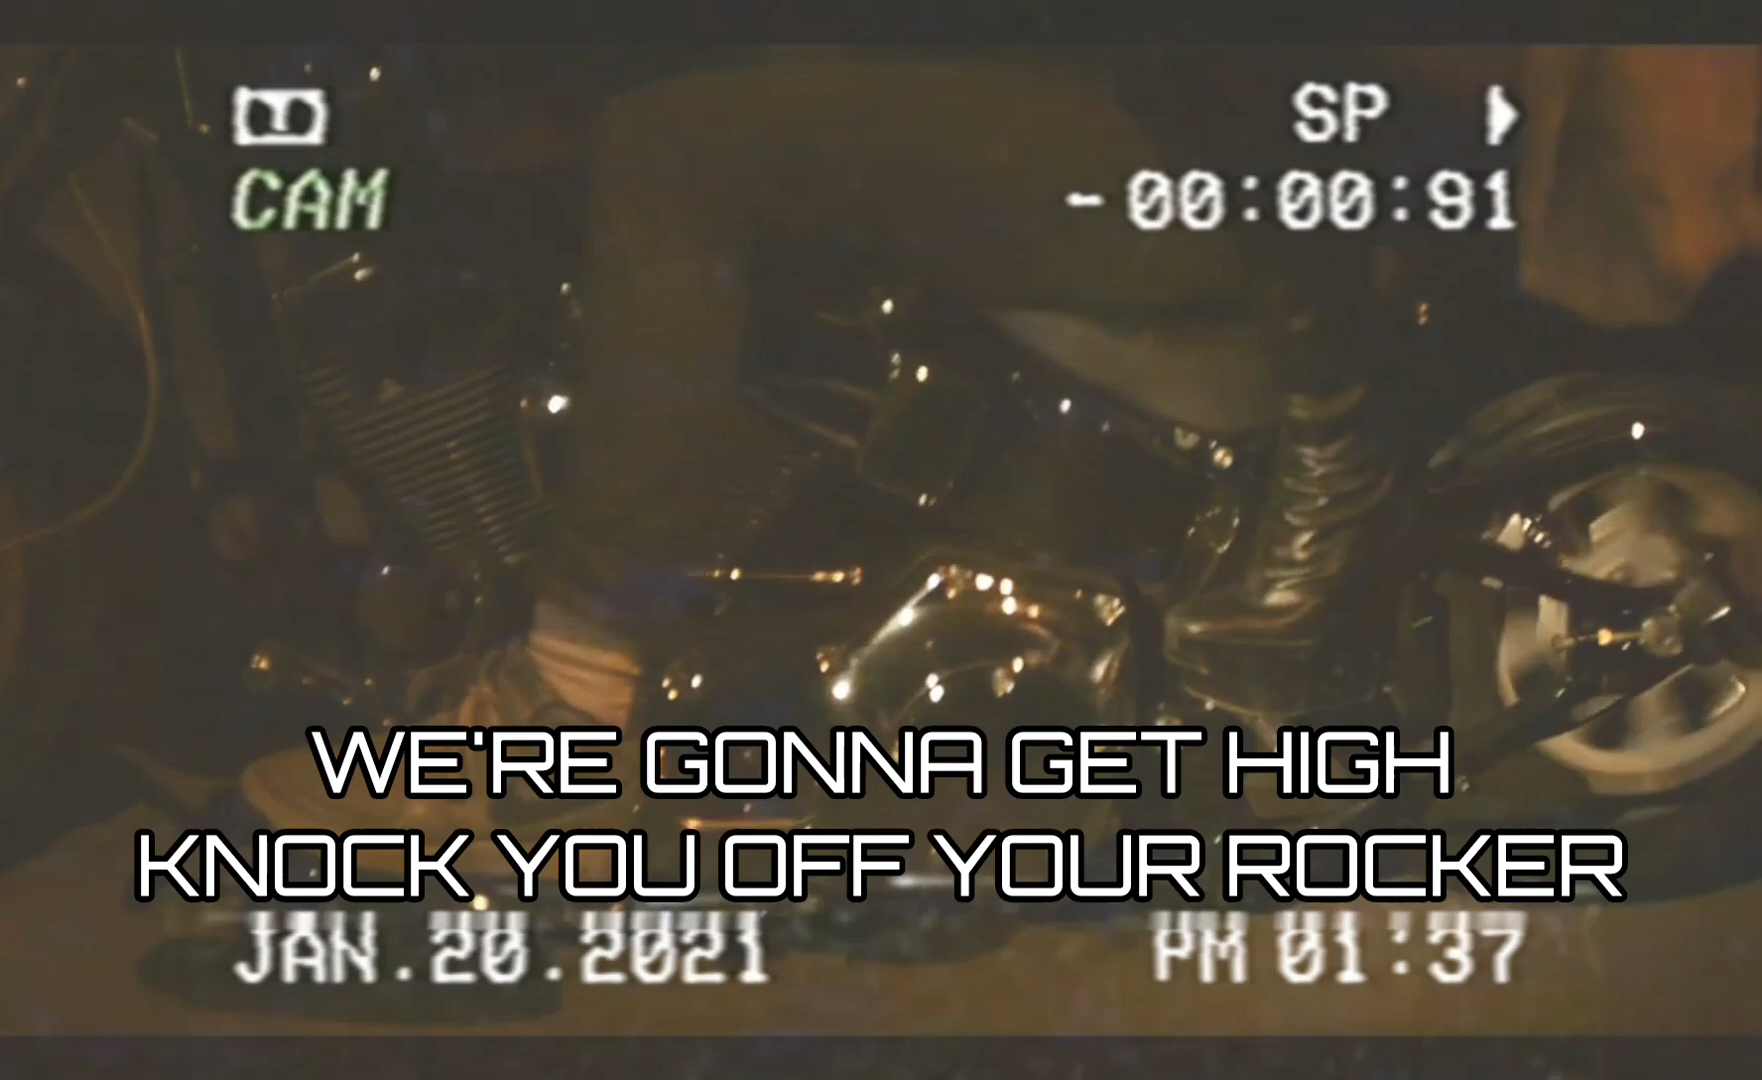 SP
CAM
-00:00:91
WE'RE GONNA GET HIGH
KNOCK YOU OFF YOUR ROCKER
JAN.20.2021
PM 01:37